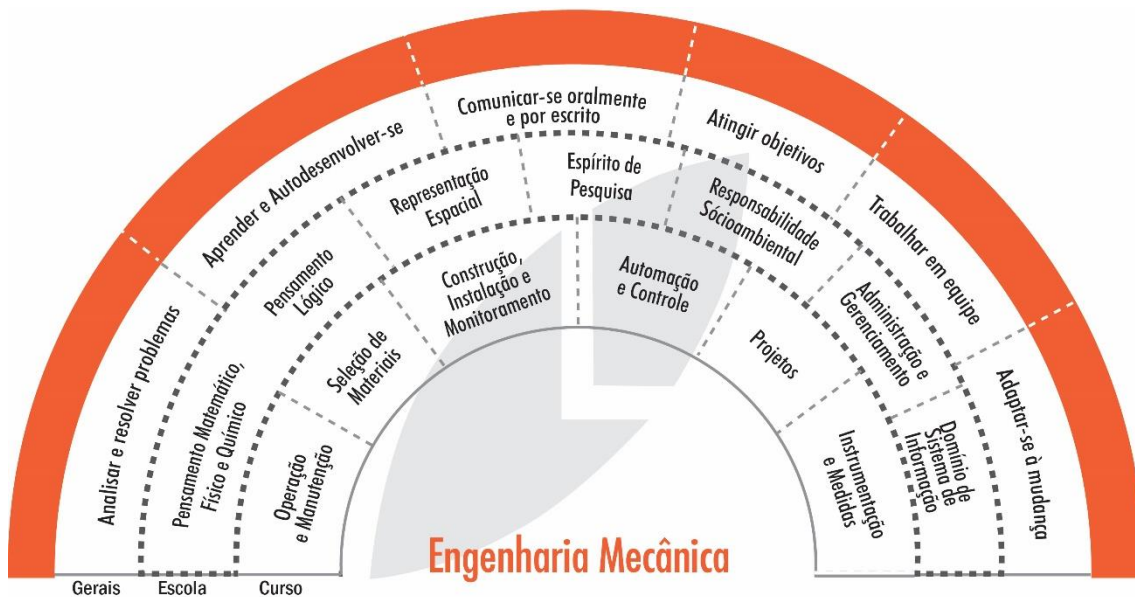 Analisar e resolver problemas
Aprender e Autodesenvolver-se
Comunicar-se oralmente
e por escrito
Atingir objetivos
Trabalhar em equipe
Adaptar-se à mudança
Pensamento Matemático,
Físico e Químico
Pensamento
Lógico
Representação
Espacial
Espírito de
Pesquisa
Responsabilidade
Sócioambiental
Administração e
Gerenciamento
Domínio de
Sistema de
Informação
Operação
e Manutenção
Seleção de
Materiais
Construção,
Instalação e
Monitoramento
Automação
e Controle
Projetos
Instrumentação
e Medidas
Engenharia Mecânica
Gerais
Escola
Curso